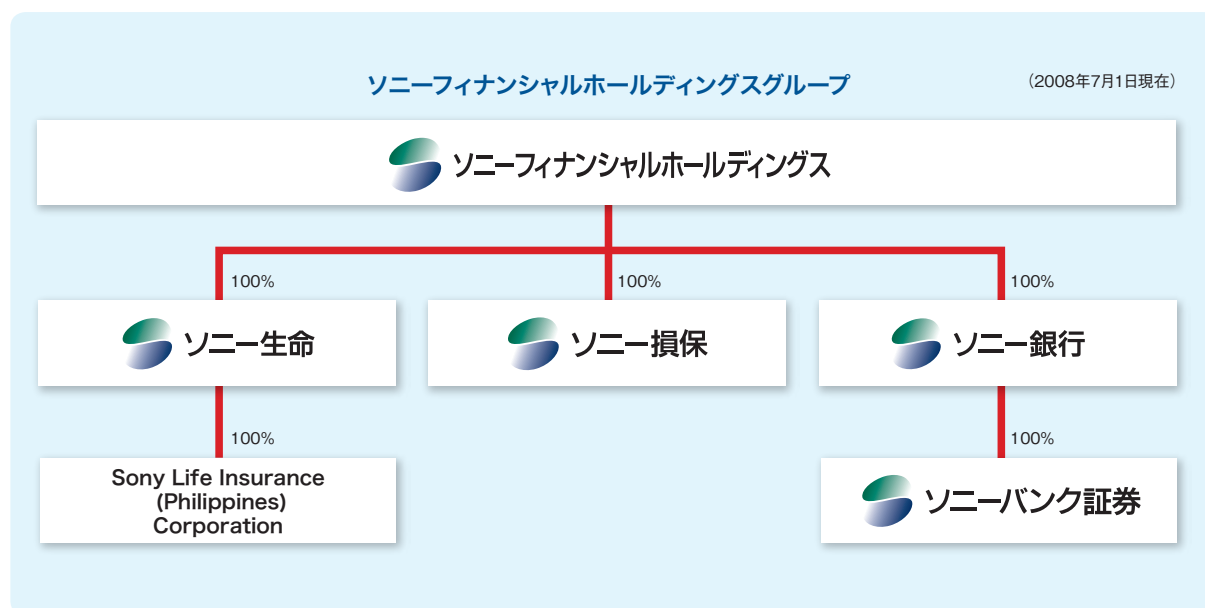 ソニーフィナンシャルホールディングスグループ
（2008年7月1日現在）
ソニーフィナンシャルホールディングス
100%
100%
100%
ソニー生命
ソニー損保
ソニー銀行
100%
100%
Sony Life Insurance
(Philippines)
Corporation
ソニーバンク証券